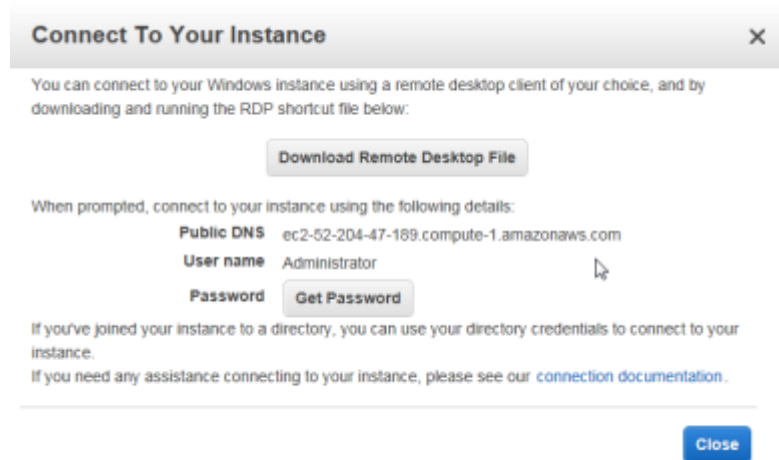 Connect To Your Instance
You can connect to your Windows instance using a remote desktop client of your choice, and by
downloading and running the RDP shortcut file below:
Download Remote Desktop File
When prompted, connect to your instance using the following details:
Public DNS ec2-52-204-47-189.compute-1.amazonaws.com
User name Administrator
Password Get Password
If you've joined your instance to a directory, you can use your directory credentials to connect to your
instance.
If you need any assistance connecting to your instance, please see our connection documentation.
Close